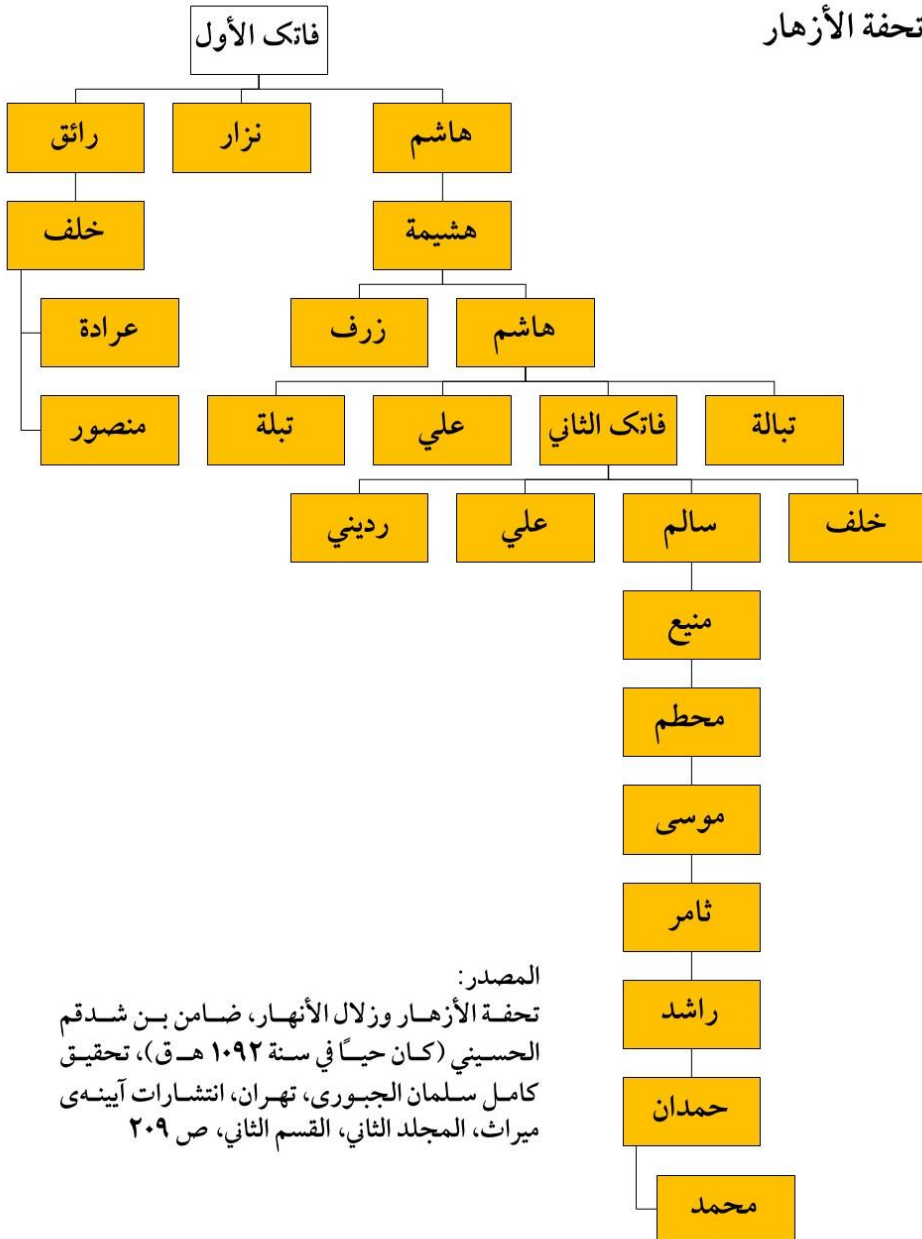 تحفة الأزهار
فاتک الأول
هاشم
نزار
رائق
هشيمة
خلف
هاشم
زرف
عرادة
تبالة
فاتک الثاني
علي
تبلة
منصور
خلف
سالم
علي
رديني
منيع
محطم
موسى
ثامر
راشد
حمدان
محمد
المصدر:
تحفة الأزهار وزلال الأنهار، ضامن بن شدقم
الحسيني (كان حيًا في سنة ١٠٩٢ هـ ق)، تحقيق
كامل سلمان الجبوری، تهران، انتشارات آيينه‌ی
ميراث، المجلد الثاني، القسم الثاني، ص ٢٠٩